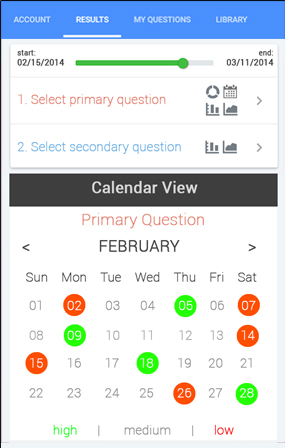 ACCOUNT RESULTS MY QUESTIONS LIBRARY
start: end:
02/15/2014 03/11/2014
1. Select primary question
2. Select secondary question
Calendar View
Primary Question
< FEBRUARY >
Sun Mon Tue Wed Thu Fri Sat
01 02 03 04 05 06 07
08 09 10 11 12 13 14
15 16 17 18 19 20 21
22 23 24 25 26 27 28
high | medium | low